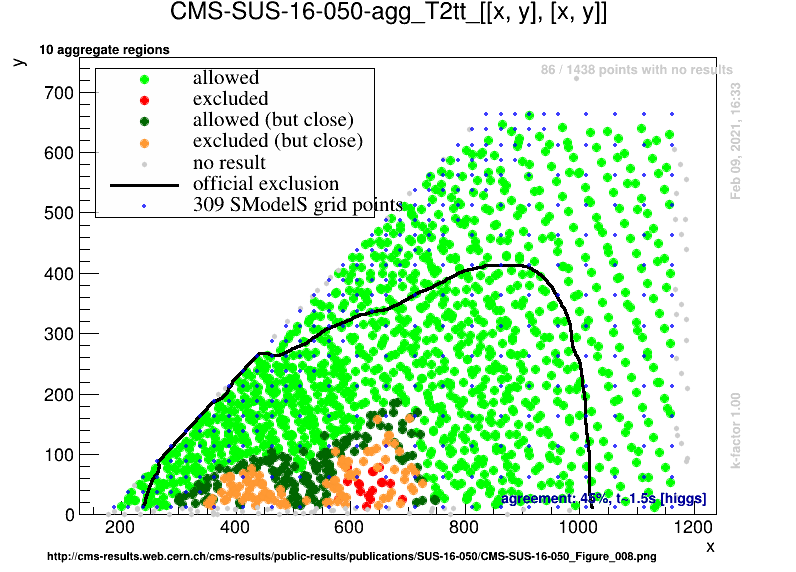 CMS-SUS-16-050-agg_T2tt_[[x, y], [x, y]]
10 aggregate regions
y
86 / 1438 points with no results
allowed
excluded
allowed (but close)
excluded (but close)
no result
official exclusion
309 SModelS grid points
700
600
500
400
300
200
100
0
Feb 09, 2021, 16:33
k-factor 1.00
agreement: 45%, t~1.5s [higgs]
200
400
600
800
1000
1200
x
http://cms-results.web.cern.ch/cms-results/public-results/publications/SUS-16-050/CMS-SUS-16-050_Figure_008.png